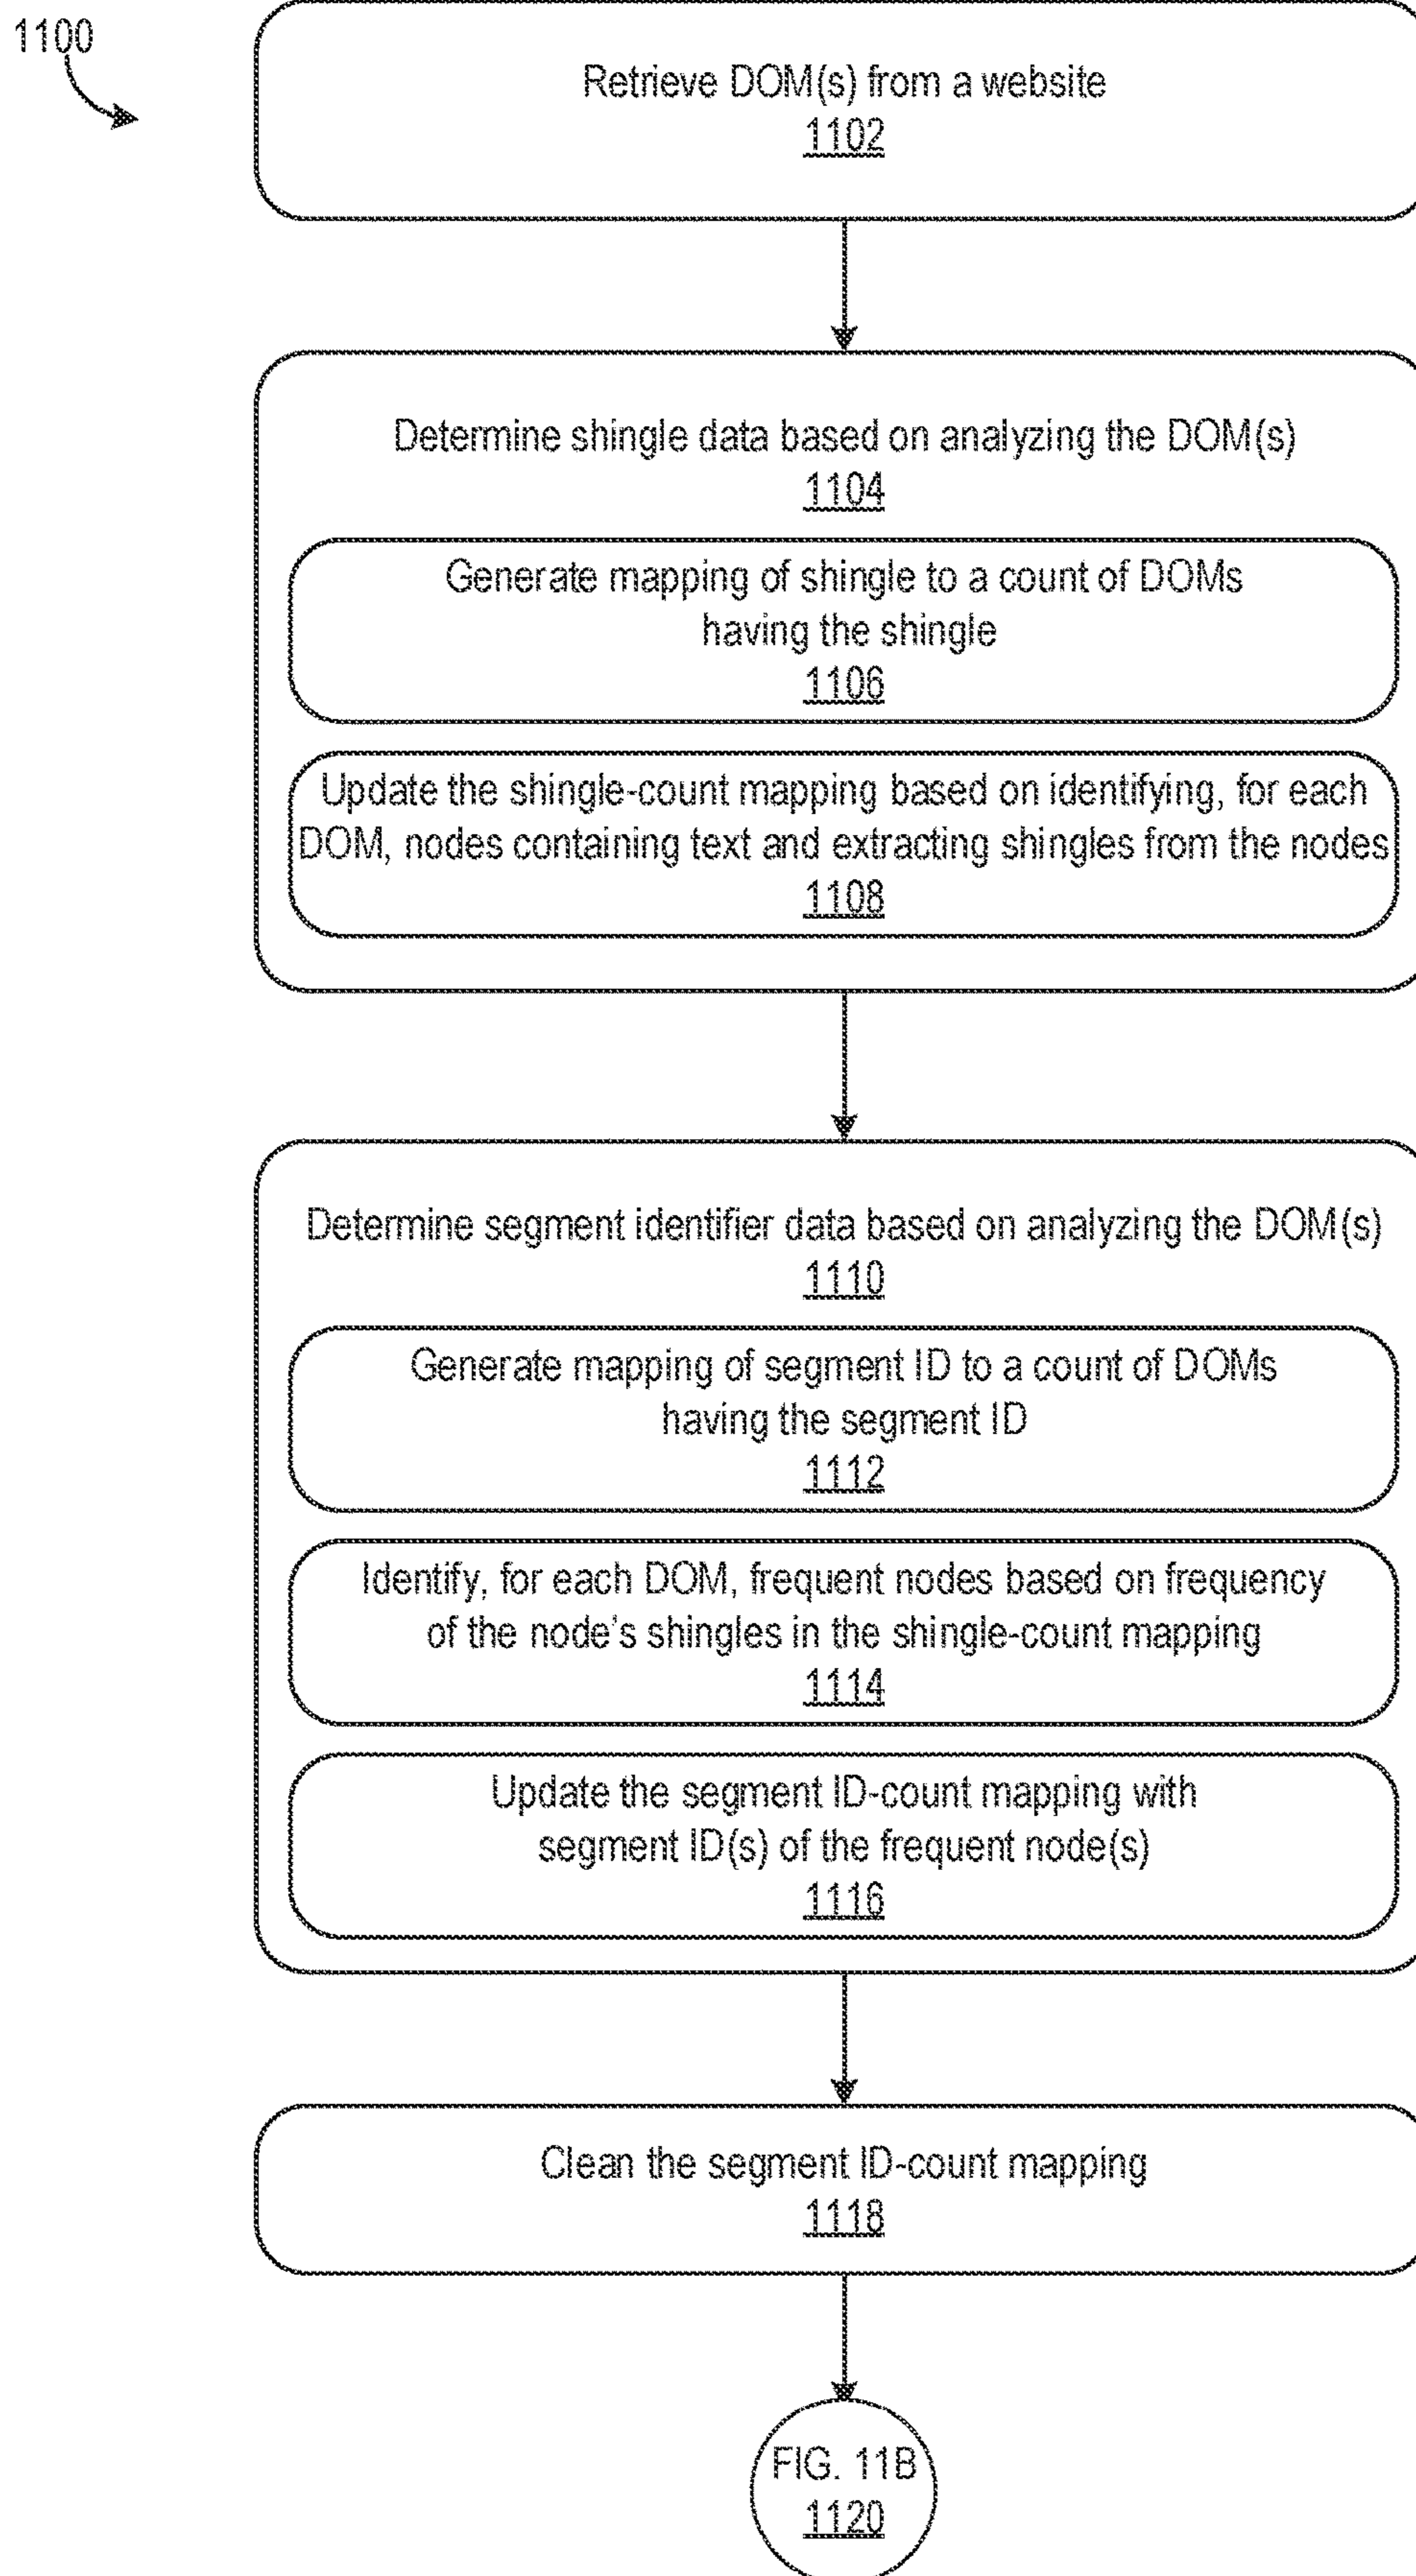 1100
Retrieve DOM(s) from a website
1102
Determine shingle data based on analyzing the DOM(s)
1104
Generate mapping of shingle to a count of DOMs
having the shingle
1106
Update the shingle-count mapping based on identifying, for each
DOM, nodes containing text and extracting shingles from the nodes
1108
Determine segment identifier data based on analyzing the DOM(s)
1110
Generate mapping of segment ID to a count of DOMs
having the segment ID
1112
Identify, for each DOM, frequent nodes based on frequency
of the node's shingles in the shingle-count mapping
1114
Update the segment ID-count mapping with
segment ID(s) of the frequent node(s)
1116
Clean the segment ID-count mapping
1118
FIG. 11B
1120